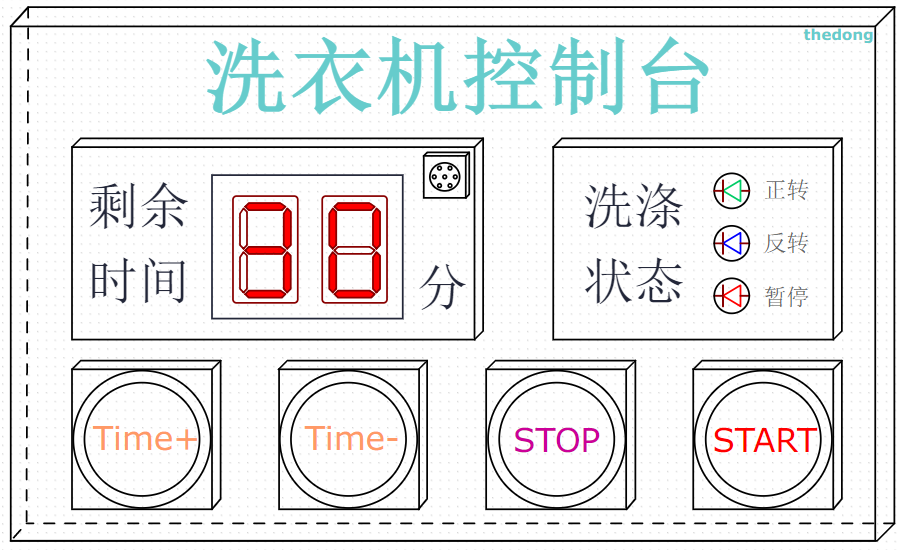 thedong
洗衣机控制台
剩余
时间
30
分
洗涤
状态
正转
反转
暂停
Time+
Time-
STOP
START